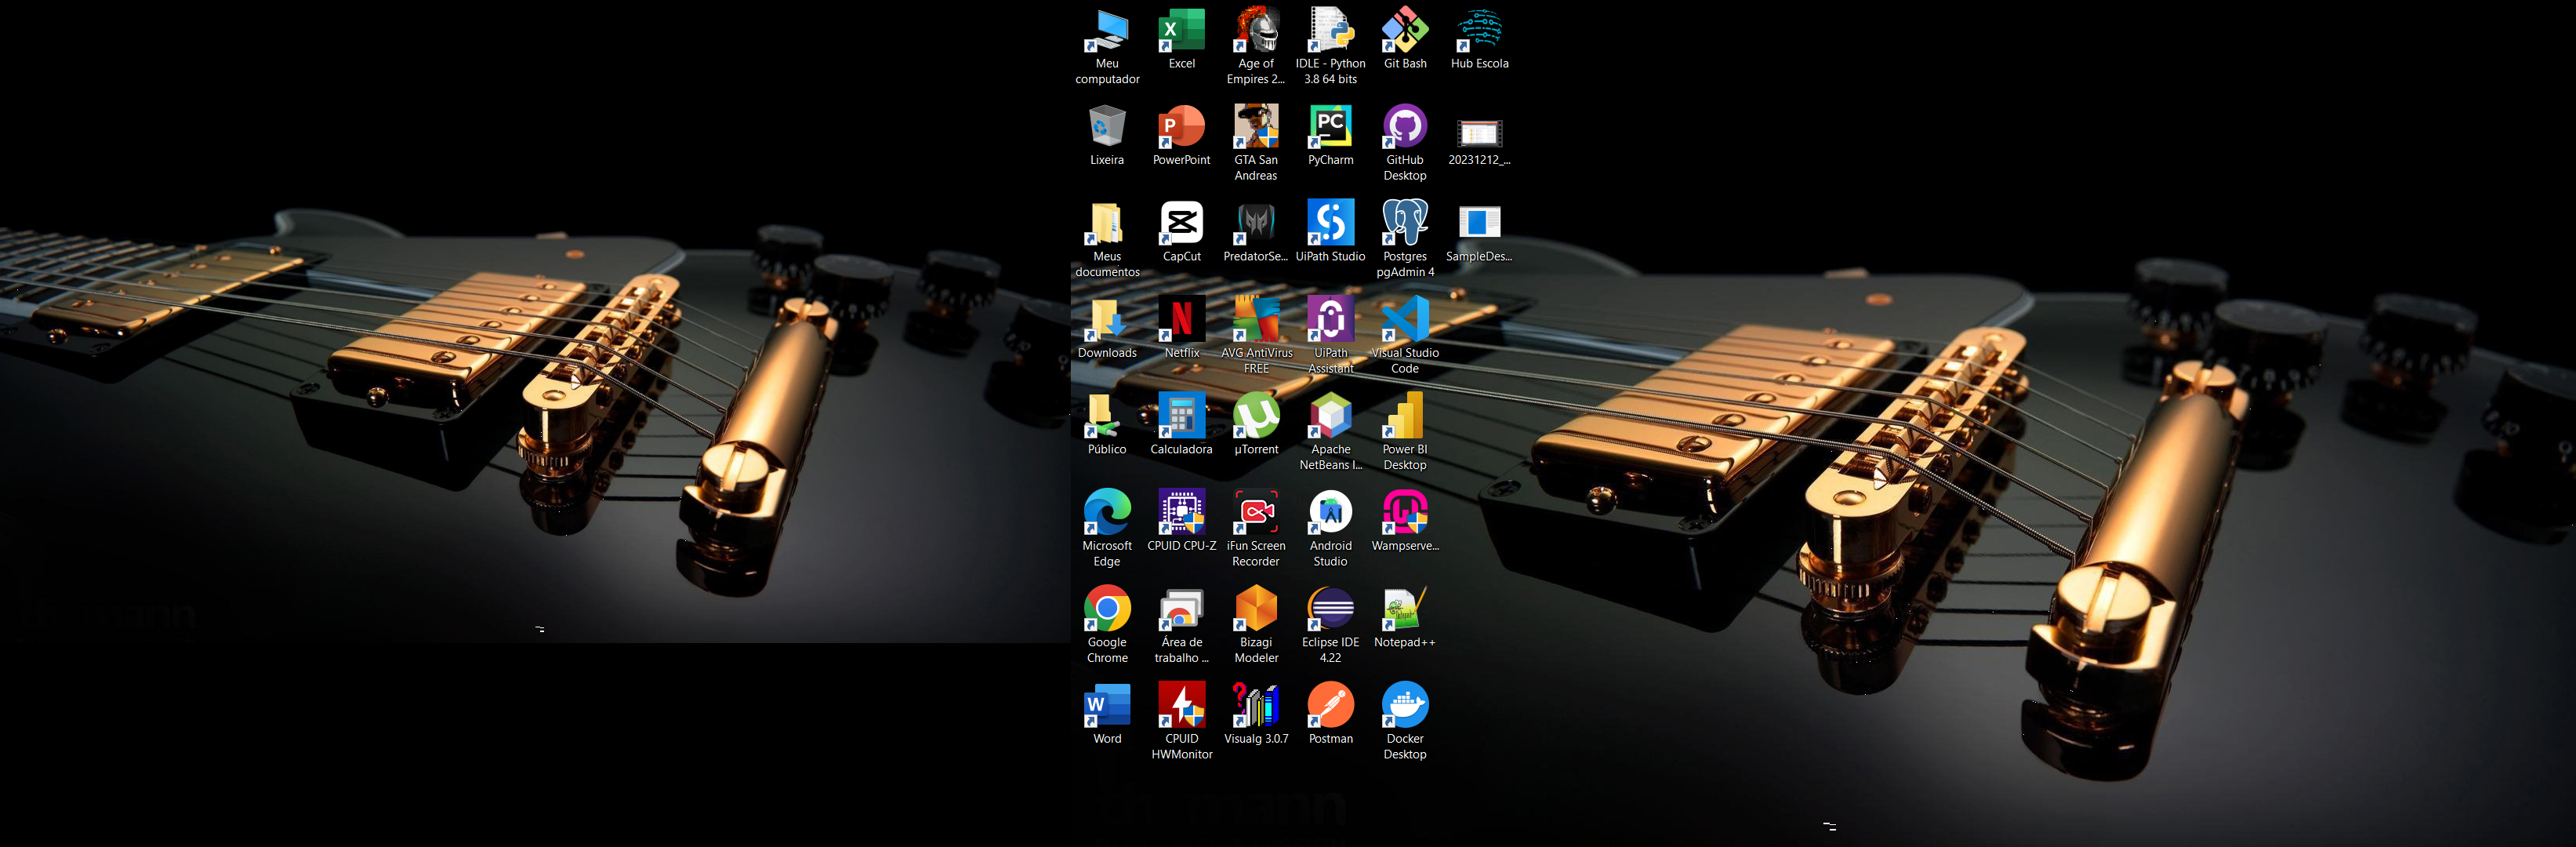 Meu
computador
Excel
Age of
Empires 2...
IDLE - Python
3.8 64 bits
Git Bash
Hub Escola
Lixeira
PowerPoint
GTA San
Andreas
PyCharm
GitHub
Desktop
20231212_...
Meus
documentos
CapCut
PredatorSe...
UiPath Studio
Postgres
pgAdmin 4
SampleDes...
Downloads
Netflix
AVG AntiVirus
FREE
UiPath
Assistant
Visual Studio
Code
Público
Calculadora
µTorrent
Apache
NetBeans I...
Power BI
Desktop
Microsoft
Edge
CPUID CPU-Z
iFun Screen
Recorder
Android
Studio
Wampserve...
Google
Chrome
Área de
trabalho ...
Bizagi
Modeler
Eclipse IDE
4.22
Notepad++
Word
CPUID
HWMonitor
Visualg 3.0.7
Postman
Docker
Desktop